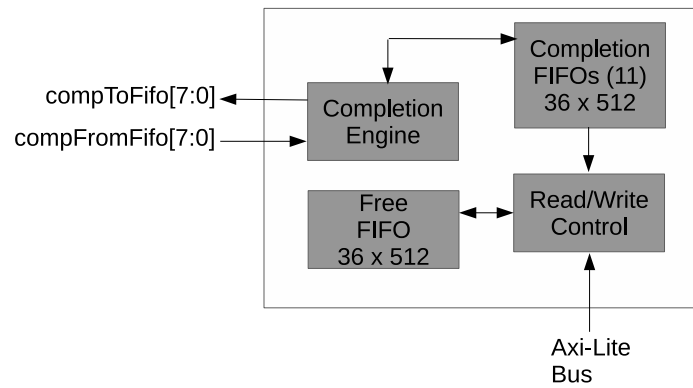 Completion
FIFOs (11)
36 x 512
compToFifo[7:0]
Completion
Engine
compFromFifo[7:0]
Free
FIFO
36 x 512
Read/Write
Control
Axi-Lite
Bus